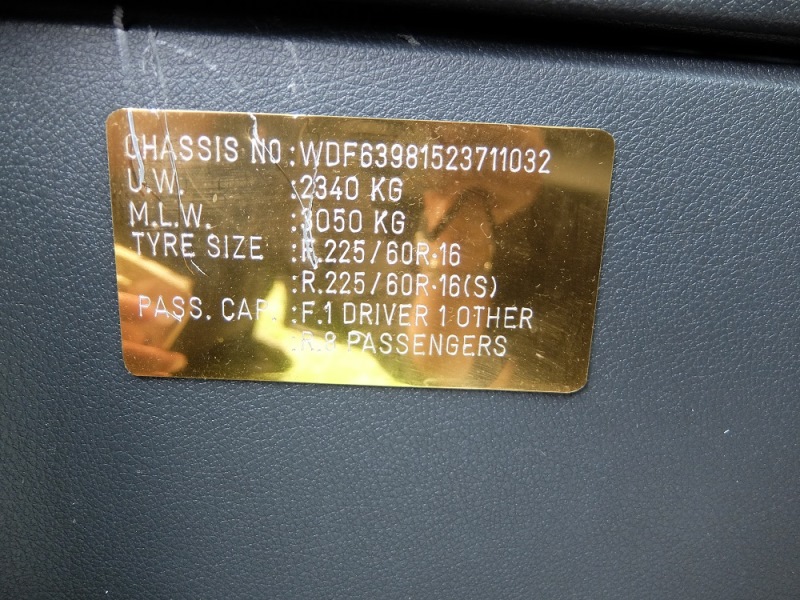 CHASSIS NO.:WDF63981523711032
U.W. :2340 KG
M.L.W. :3050 KG
TYRE SIZE :F.225/60R·16
:R.225/60R·16(S)
PASS. CAP. :F.1 DRIVER 1 OTHER
:R.8 PASSENGERS